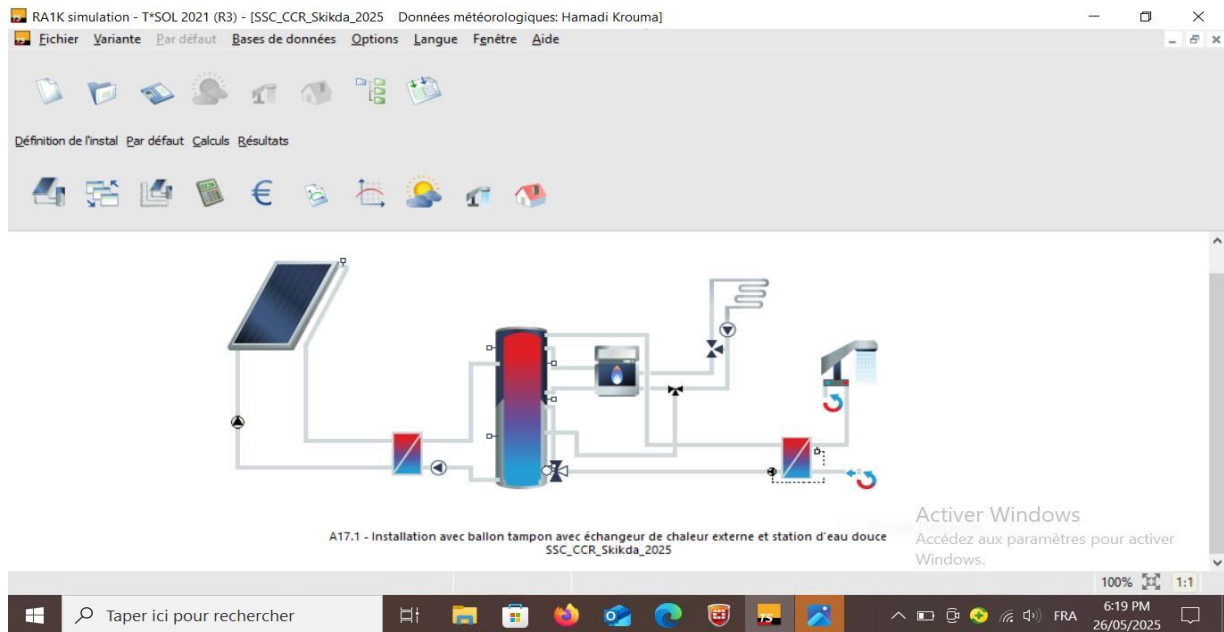 RA1K simulation - T*SOL 2021 (R3) - [SSC_CCR_Skikda_2025    Données météorologiques: Hamadi Krouma]
Fichier Variante Par défaut Bases de données Options Langue Fenêtre Aide
Définition de l'instal Par défaut Calculs Résultats
A17.1 - Installation avec ballon tampon avec échangeur de chaleur externe et station d'eau douce
SSC_CCR_Skikda_2025
Activer Windows
Accédez aux paramètres pour activer
Windows.
100% 1:1
Taper ici pour rechercher
TS
FRA
6:19 PM
26/05/2025